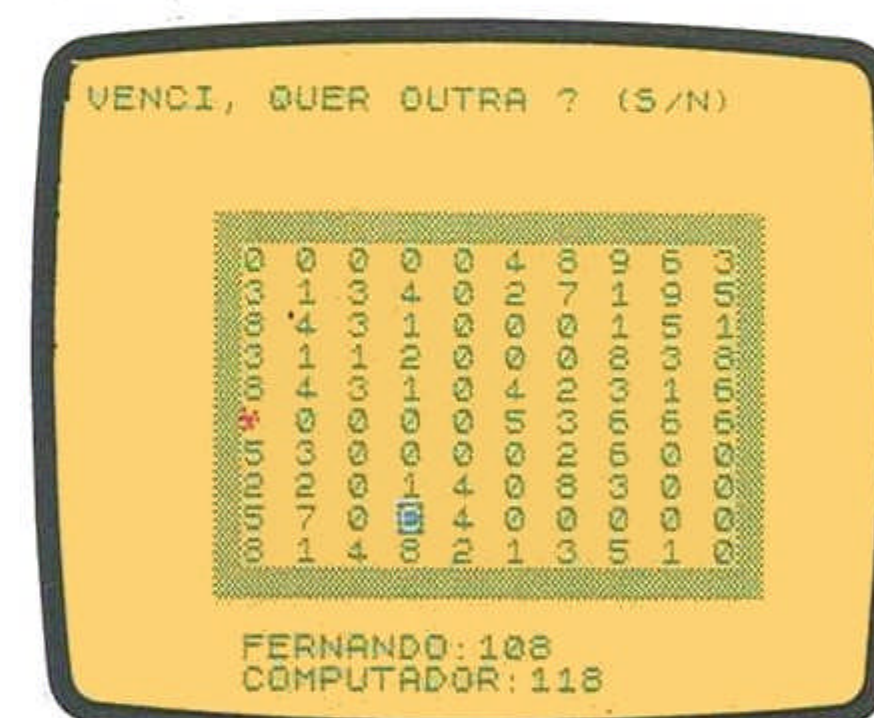 VENCI, QUER OUTRA ? (S/N)
0 0 0 0 0 4 8 9 6 3
3 1 3 4 0 2 7 1 9 5
8 4 3 1 0 0 0 1 5 1
3 1 1 2 0 0 0 8 3 8
8 4 3 1 0 4 2 3 1 6
* 0 0 0 0 5 3 6 6 6
5 3 0 0 0 0 2 6 0 0
2 2 0 1 4 0 8 3 0 0
5 7 0 4 0 0 0 0 0
8 1 4 8 2 1 3 5 1 0
FERNANDO:108
COMPUTADOR:118